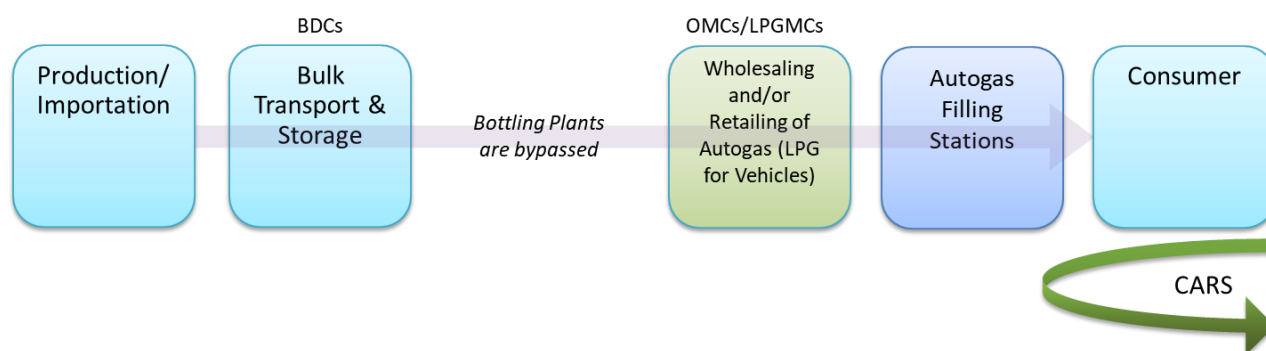 BDCs
OMCs/LPGMCs
Production/
Importation
Bulk
Transport &
Storage
Bottling Plants
are bypassed
Wholesaling
and/or
Retailing of
Autogas (LPG
for Vehicles)
Autogas
Filling
Stations
Consumer
CARS